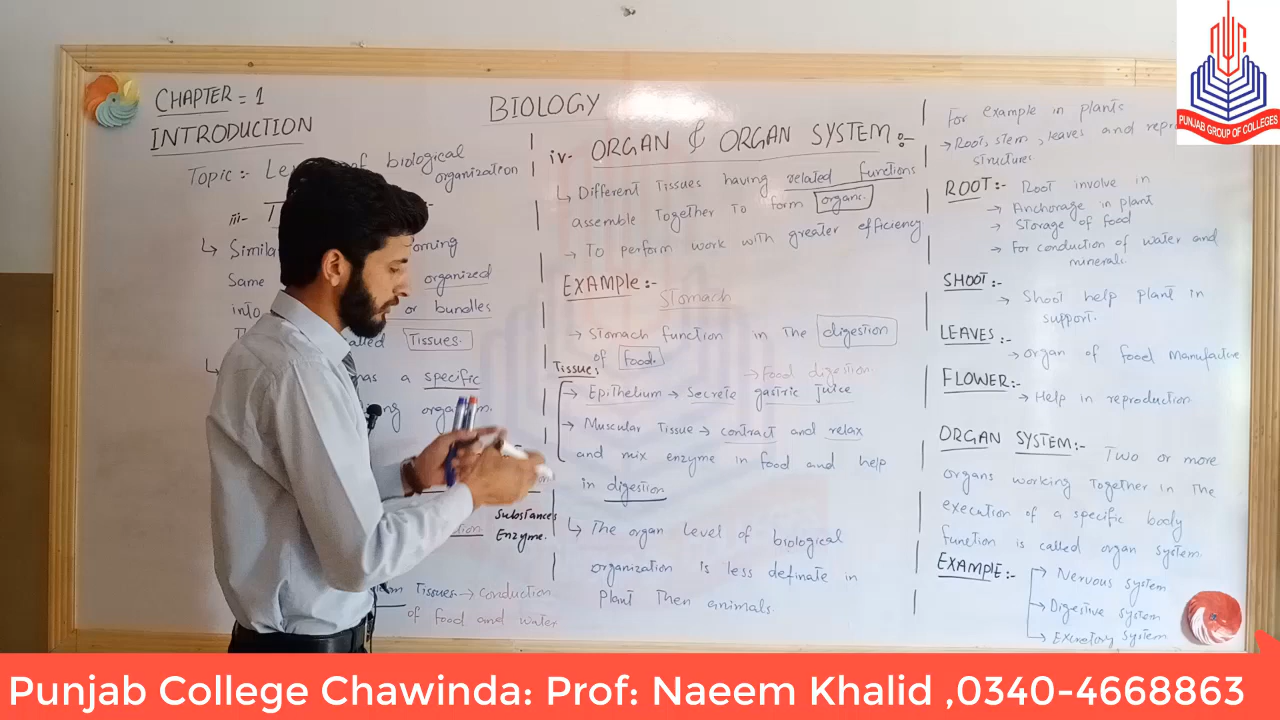 CHAPTER = 1
INTRODUCTION
BIOLOGY
Topic :- of biological
organization
iii-
↳ Similar
Same organized
into or bundles
called Tissues.
has a specific
Substances
Enzyme.
Tissues → Conduction
of food and water
iv- ORGAN & ORGAN SYSTEM :-
↳ Different Tissues having related functions
assemble Together To form organ.
→ To perform work with greater efficiency
EXAMPLE :-
Stomach
→ Stomach function in the digestion
of Food.
Tissue:
→ Food digestion
→ Epithelium → Secrete gastric juice
→ Muscular Tissue → contract and relax
and mix enzyme in food and help
in digestion
↳ The organ level of biological
organization is less definate in
plant Then animals.
For example in plants
→ Root, stem, leaves and
structures
ROOT :- Root involve in
→ Anchorage in plant
→ Storage of food
→ For conduction of water and
minerals.
SHOOT :-
→ Shoot help plant in
support.
LEAVES :-
→ organ of food Manufacture
FLOWER :-
→ Help in reproduction.
ORGAN SYSTEM :- Two or more
organs working Together in The
execution of a specific body
function is called organ system.
EXAMPLE :-
→ Nervous system
→ Digestive system
→ Excretory system
PUNJAB GROUP OF COLLEGES
Punjab College Chawinda: Prof: Naeem Khalid ,0340-4668863